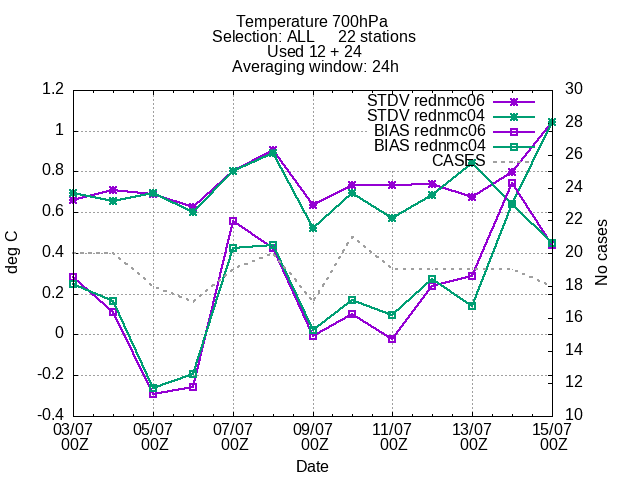 Temperature 700hPa
Selection: ALL 22 stations
Used 12 + 24
Averaging window: 24h
STDV rednmc06
STDV rednmc04
BIAS rednmc06
BIAS rednmc04
CASES
1.2
1
0.8
0.6
0.4
0.2
0
-0.2
-0.4
deg C
30
28
26
24
22
20
18
16
14
12
10
No cases
03/07 05/07 07/07 09/07 11/07 13/07 15/07
00Z 00Z 00Z 00Z 00Z 00Z 00Z
Date